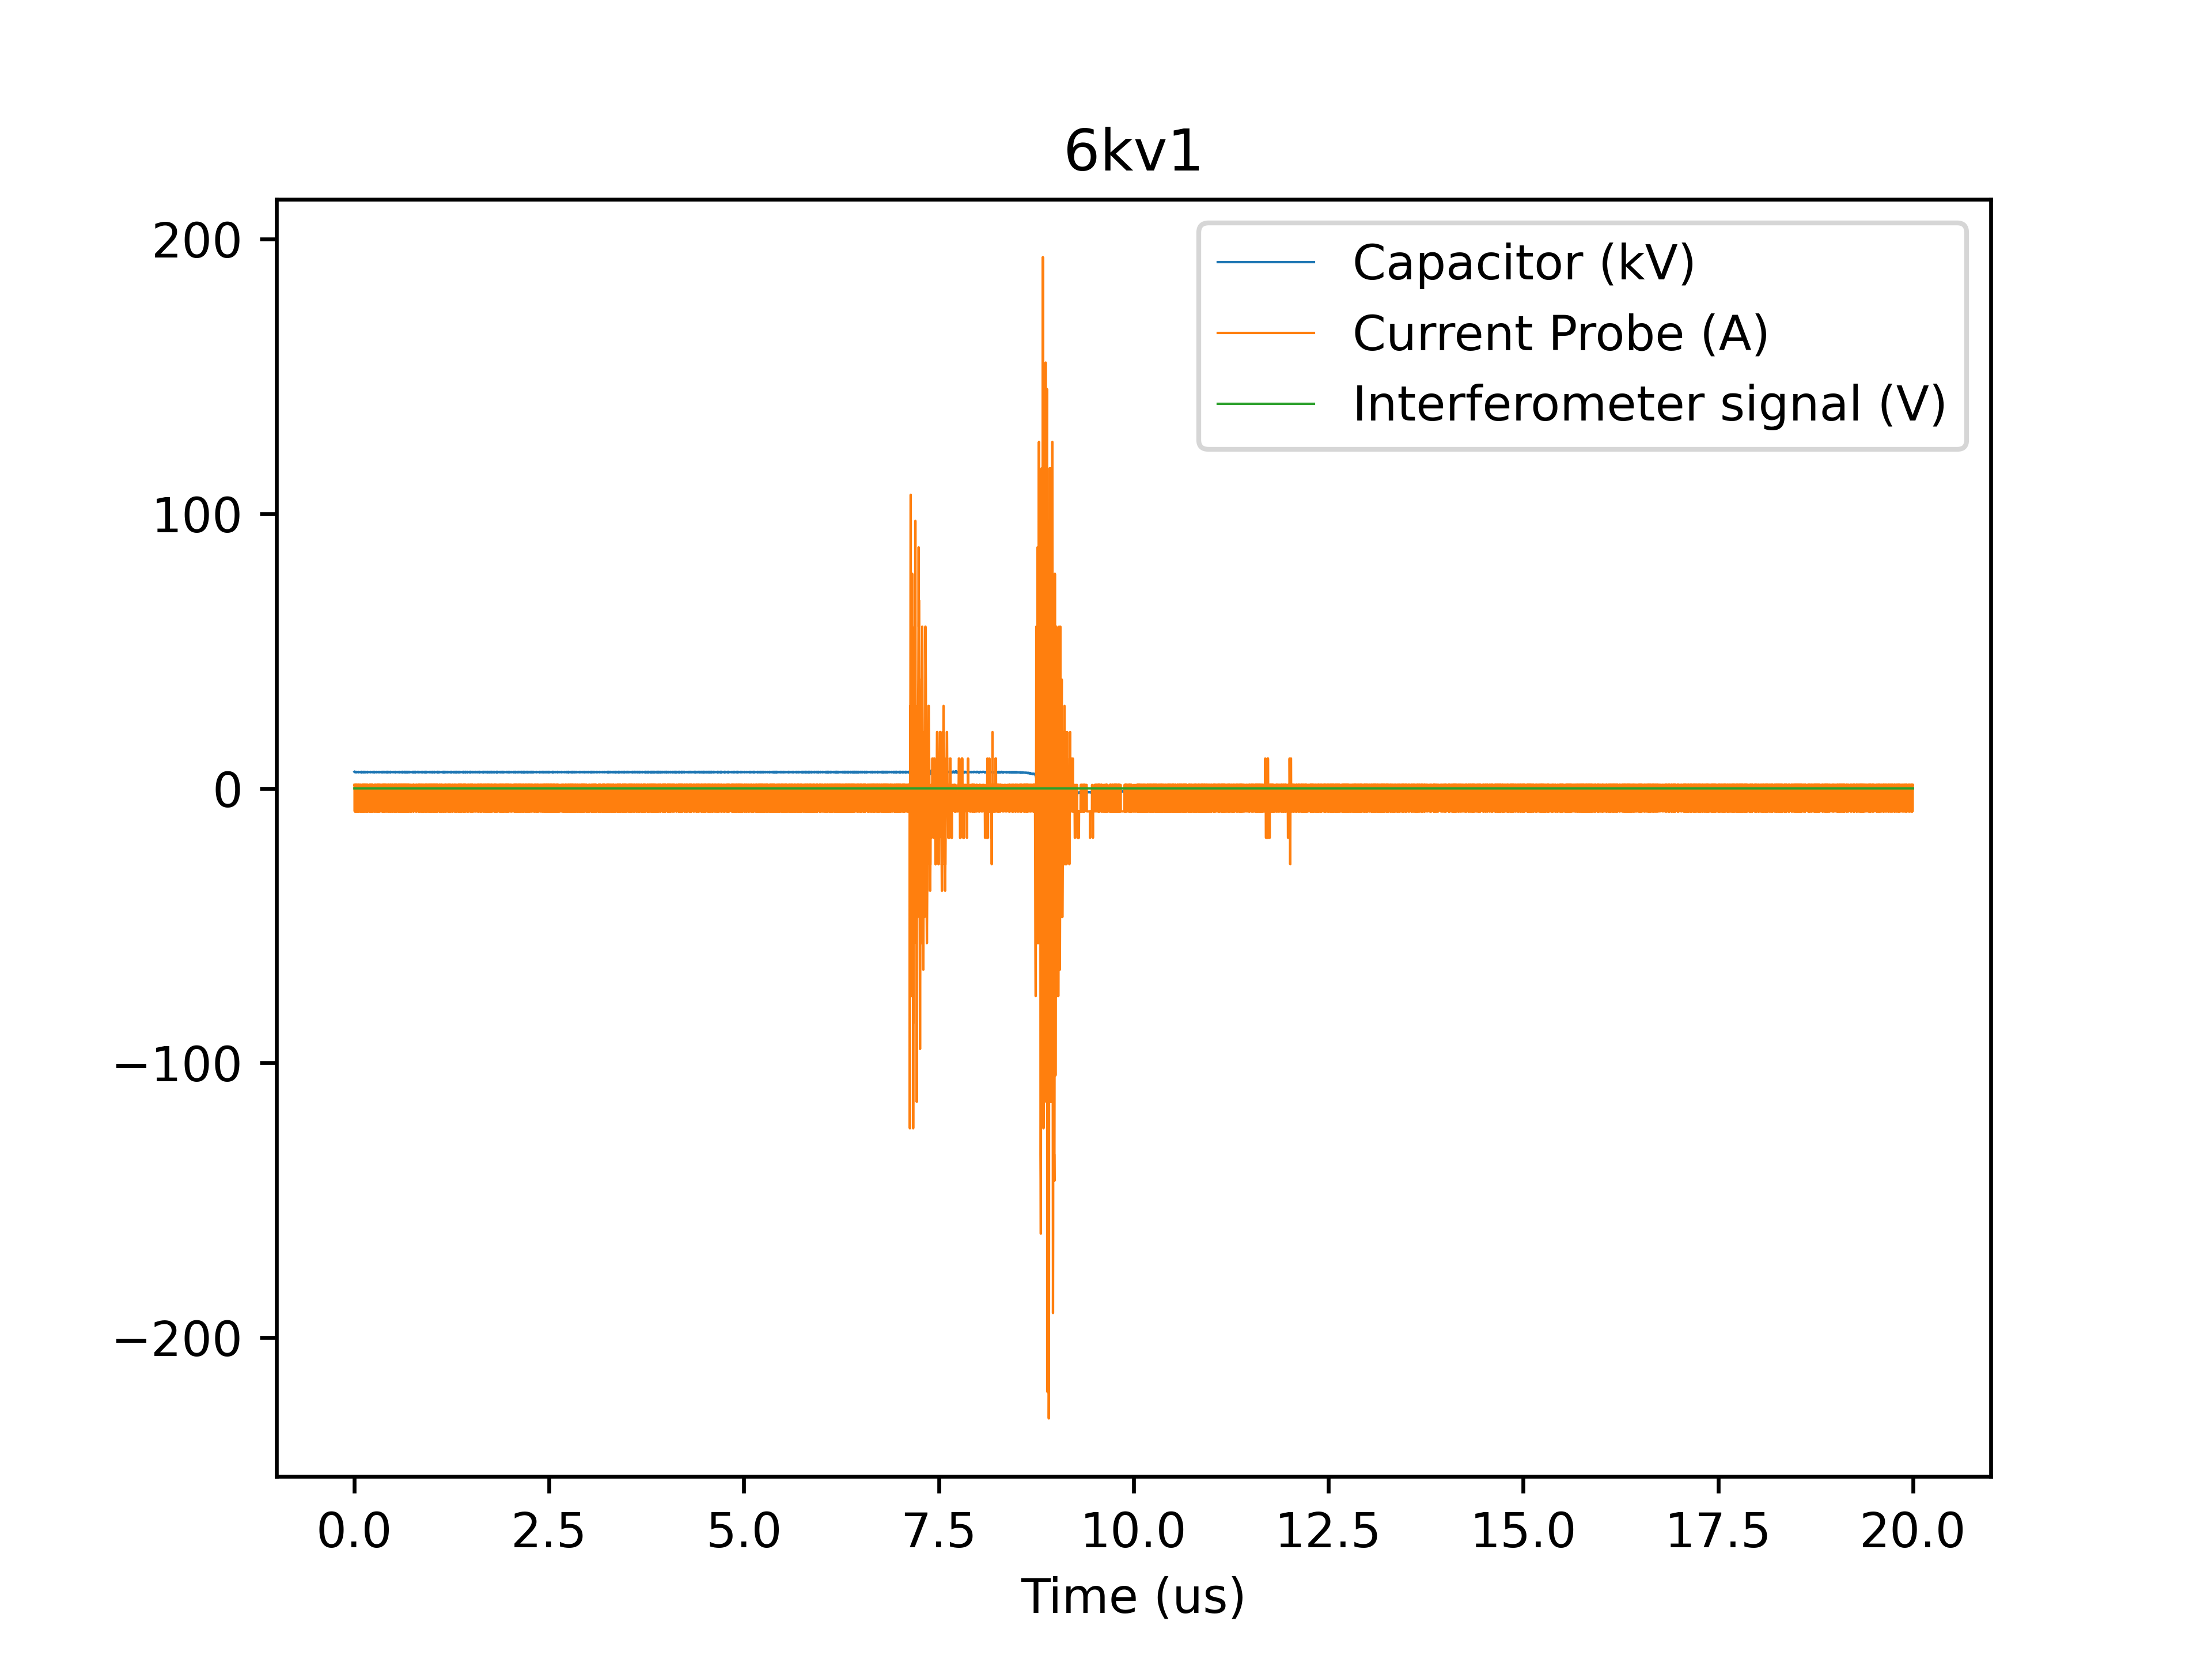 6kv1
200
100
0
−100
−200
Capacitor (kV)
Current Probe (A)
Interferometer signal (V)
0.0 2.5 5.0 7.5 10.0 12.5 15.0 17.5 20.0
Time (us)